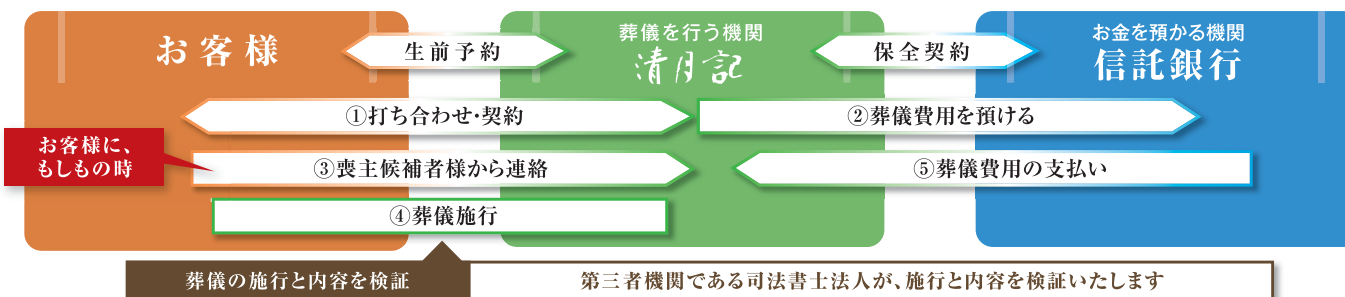 お客様
生前予約
葬儀を行う機関
清月記
保全契約
お金を預かる機関
信託銀行
①打ち合わせ・契約
②葬儀費用を預ける
お客様に、
もしもの時
③喪主候補者様から連絡
⑤葬儀費用の支払い
④葬儀施行
葬儀の施行と内容を検証
第三者機関である司法書士法人が、施行と内容を検証いたします